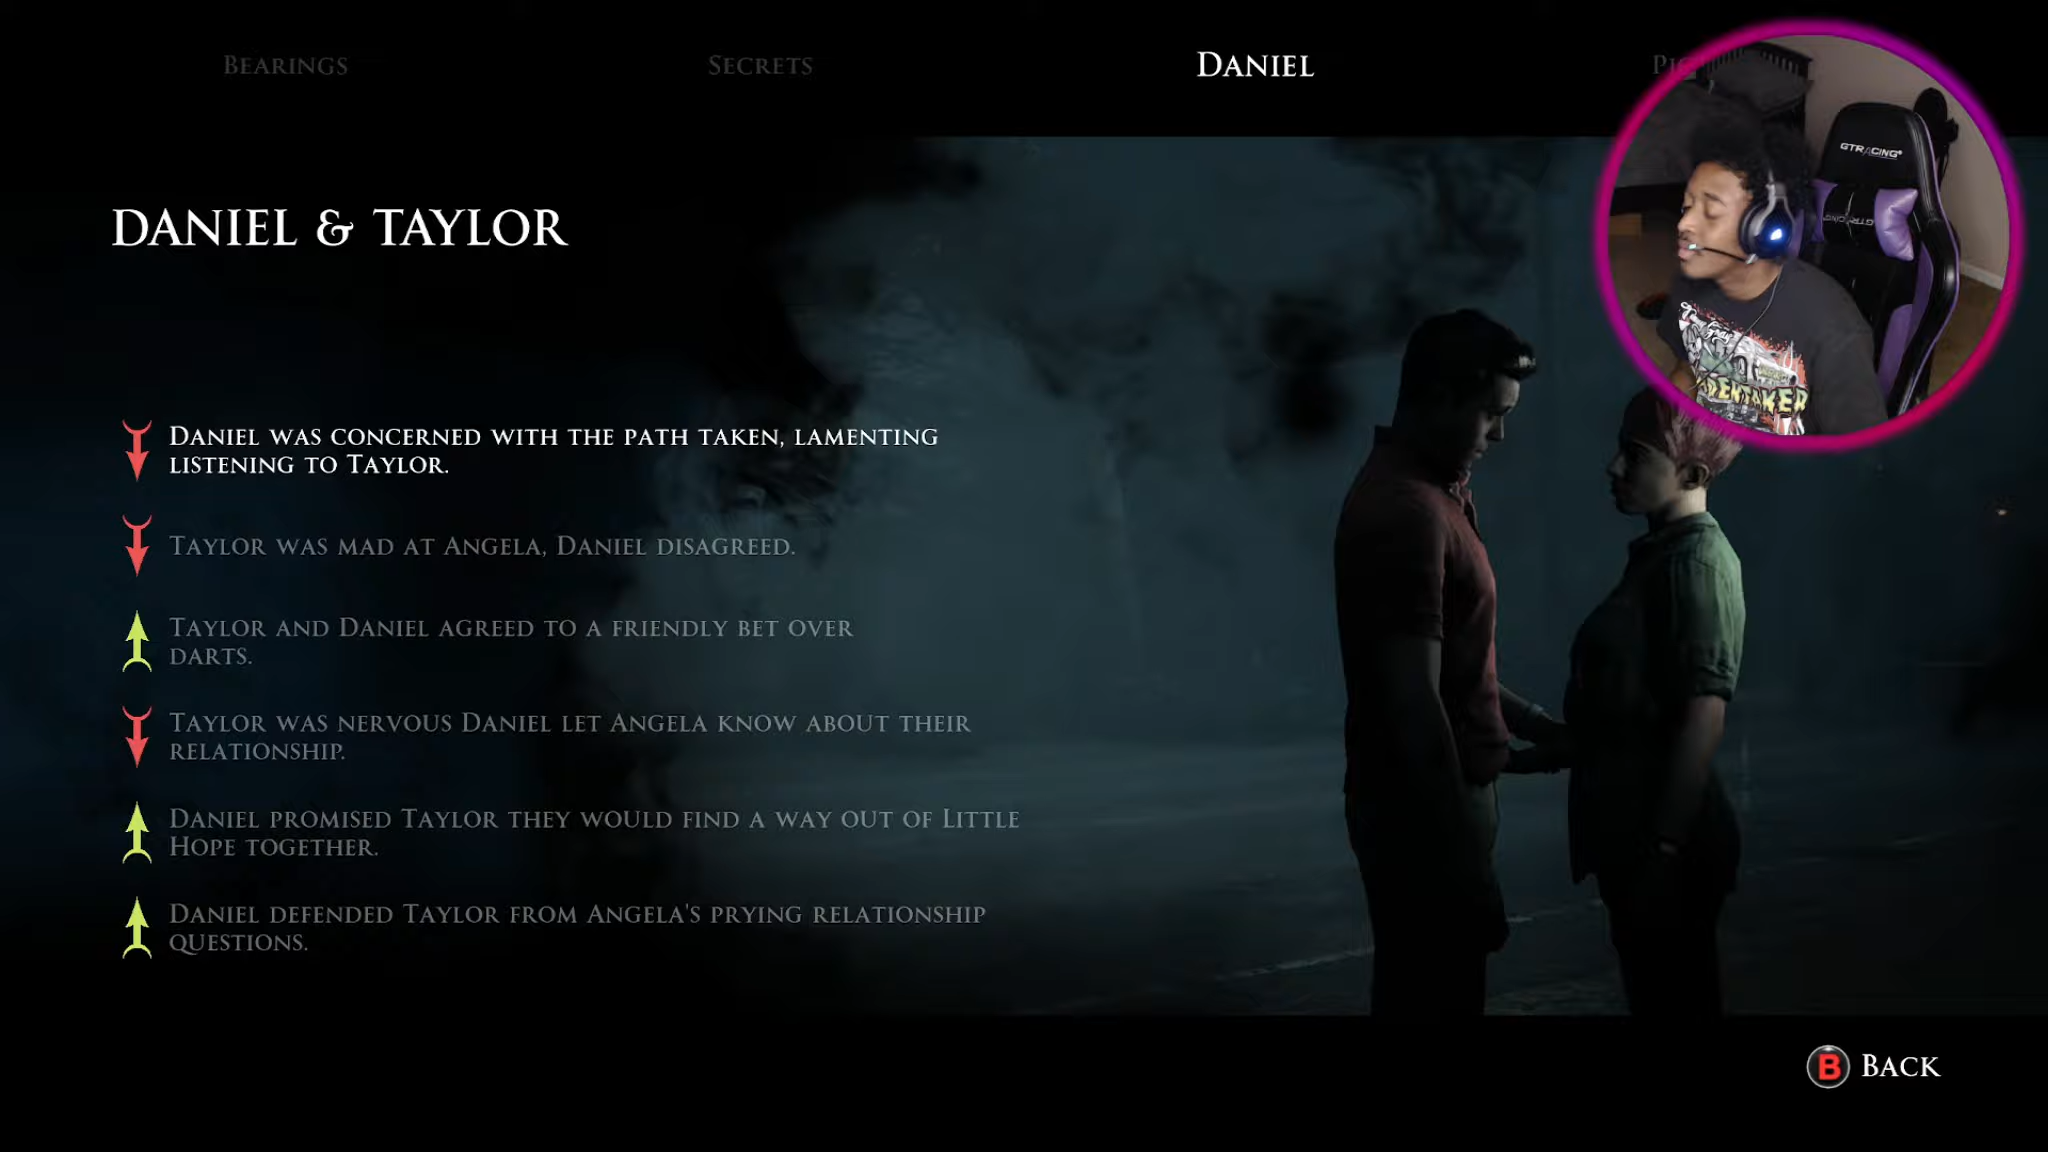 BEARINGS
SECRETS
DANIEL
DANIEL & TAYLOR
GTRACING
DANIEL WAS CONCERNED WITH THE PATH TAKEN, LAMENTING
LISTENING TO TAYLOR.
TAYLOR WAS MAD AT ANGELA, DANIEL DISAGREED.
TAYLOR AND DANIEL AGREED TO A FRIENDLY BET OVER
DARTS.
TAYLOR WAS NERVOUS DANIEL LET ANGELA KNOW ABOUT THEIR
RELATIONSHIP.
DANIEL PROMISED TAYLOR THEY WOULD FIND A WAY OUT OF LITTLE
HOPE TOGETHER.
DANIEL DEFENDED TAYLOR FROM ANGELA'S PRYING RELATIONSHIP
QUESTIONS.
B BACK